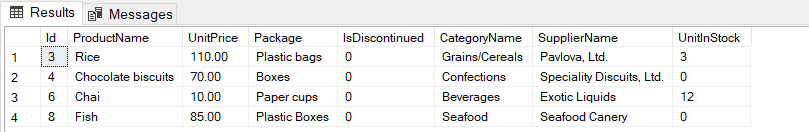 Results Messages
Id ProductName UnitPrice Package IsDiscontinued CategoryName SupplierName UnitInStock
1 3 Rice 110.00 Plastic bags 0 Grains/Cereals Pavlova, Ltd. 3
2 4 Chocolate biscuits 70.00 Boxes 0 Confections Speciality Discuits, Ltd. 0
3 6 Chai 10.00 Paper cups 0 Beverages Exotic Liquids 12
4 8 Fish 85.00 Plastic Boxes 0 Seafood Seafood Canery 0